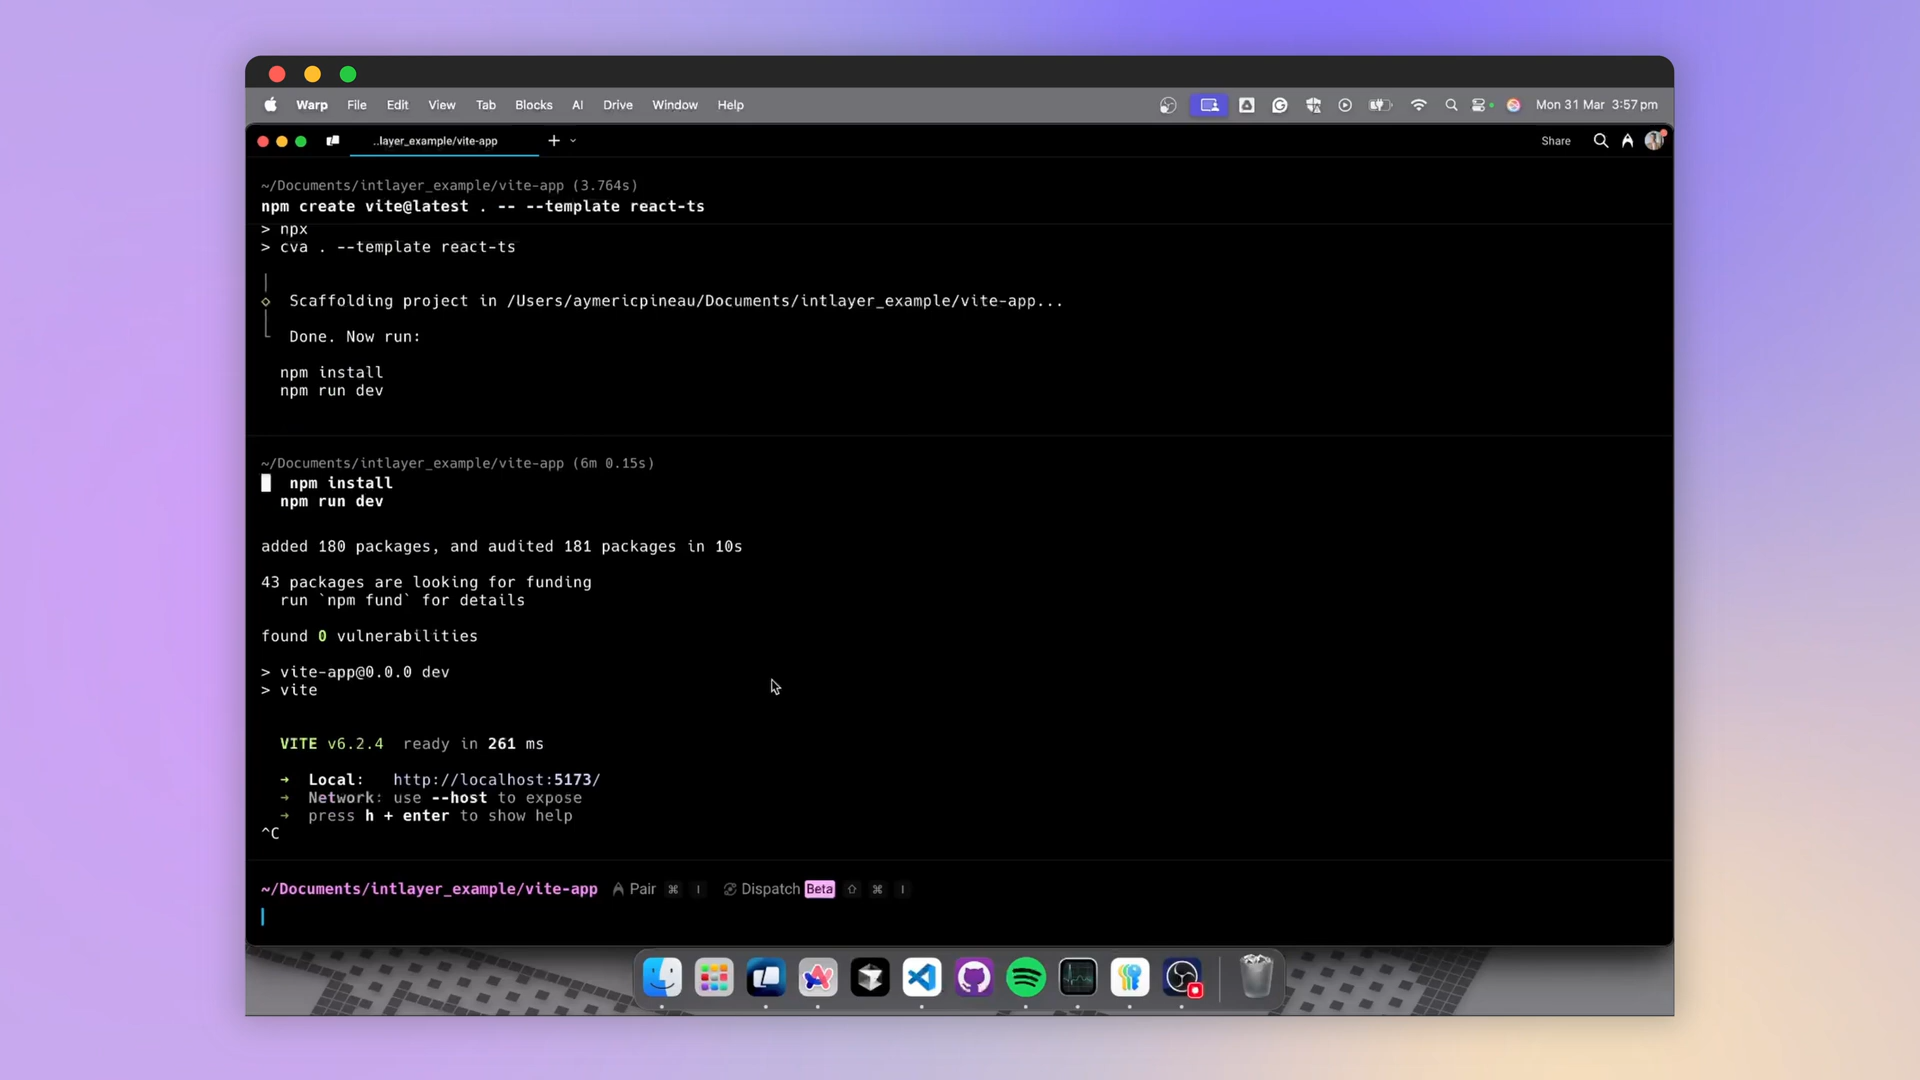 Warp File Edit View Tab Blocks AI Drive Window Help Mon 31 Mar 3:57 pm
..layer_example/vite-app Share
~/Documents/intlayer_example/vite-app (3.764s)
npm create vite@latest . -- --template react-ts
> npx
> cva . --template react-ts
Scaffolding project in /Users/aymericpineau/Documents/intlayer_example/vite-app...
Done. Now run:
npm install
npm run dev
~/Documents/intlayer_example/vite-app (6m 0.15s)
npm install
npm run dev
added 180 packages, and audited 181 packages in 10s
43 packages are looking for funding
run `npm fund` for details
found 0 vulnerabilities
> vite-app@0.0.0 dev
> vite
VITE v6.2.4 ready in 261 ms
➜ Local: http://localhost:5173/
➜ Network: use --host to expose
➜ press h + enter to show help
^C
~/Documents/intlayer_example/vite-app Pair ⌘ I Dispatch Beta ⇧ ⌘ I